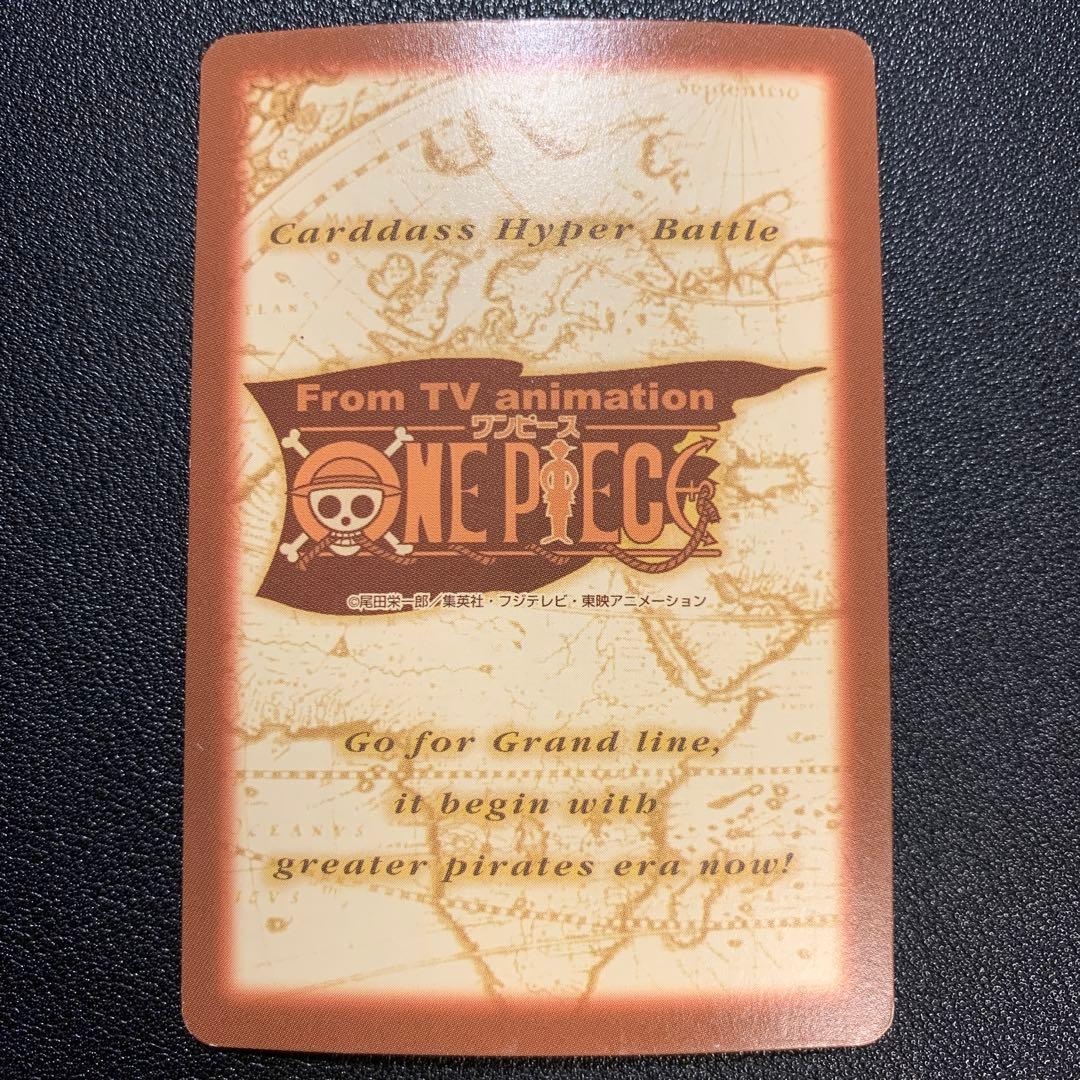 Septentrio
Carddass Hyper Battle
From TV animation
ワンピース
ONE PIECE
©尾田栄一郎／集英社・フジテレビ・東映アニメーション
Go for Grand line,
it begin with
greater pirates era now!